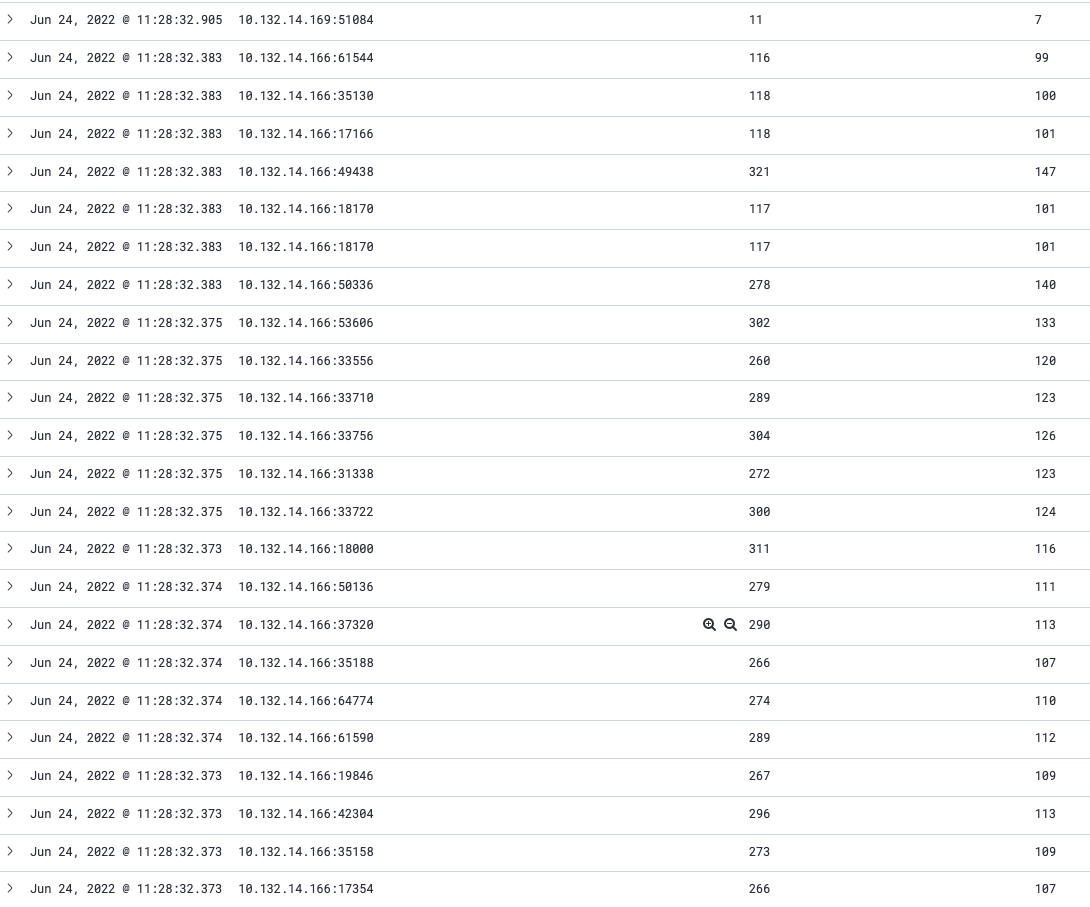 Jun 24, 2022 @ 11:28:32.905 10.132.14.169:51084 11 7
Jun 24, 2022 @ 11:28:32.383 10.132.14.166:61544 116 99
Jun 24, 2022 @ 11:28:32.383 10.132.14.166:35130 118 100
Jun 24, 2022 @ 11:28:32.383 10.132.14.166:17166 118 101
Jun 24, 2022 @ 11:28:32.383 10.132.14.166:49438 321 147
Jun 24, 2022 @ 11:28:32.383 10.132.14.166:18170 117 101
Jun 24, 2022 @ 11:28:32.383 10.132.14.166:18170 117 101
Jun 24, 2022 @ 11:28:32.383 10.132.14.166:50336 278 140
Jun 24, 2022 @ 11:28:32.375 10.132.14.166:53606 302 133
Jun 24, 2022 @ 11:28:32.375 10.132.14.166:33556 260 120
Jun 24, 2022 @ 11:28:32.375 10.132.14.166:33710 289 123
Jun 24, 2022 @ 11:28:32.375 10.132.14.166:33756 304 126
Jun 24, 2022 @ 11:28:32.375 10.132.14.166:31338 272 123
Jun 24, 2022 @ 11:28:32.375 10.132.14.166:33722 300 124
Jun 24, 2022 @ 11:28:32.373 10.132.14.166:18000 311 116
Jun 24, 2022 @ 11:28:32.374 10.132.14.166:50136 279 111
Jun 24, 2022 @ 11:28:32.374 10.132.14.166:37320 290 113
Jun 24, 2022 @ 11:28:32.374 10.132.14.166:35188 266 107
Jun 24, 2022 @ 11:28:32.374 10.132.14.166:64774 274 110
Jun 24, 2022 @ 11:28:32.374 10.132.14.166:61590 289 112
Jun 24, 2022 @ 11:28:32.373 10.132.14.166:19846 267 109
Jun 24, 2022 @ 11:28:32.373 10.132.14.166:42304 296 113
Jun 24, 2022 @ 11:28:32.373 10.132.14.166:35158 273 109
Jun 24, 2022 @ 11:28:32.373 10.132.14.166:17354 266 107